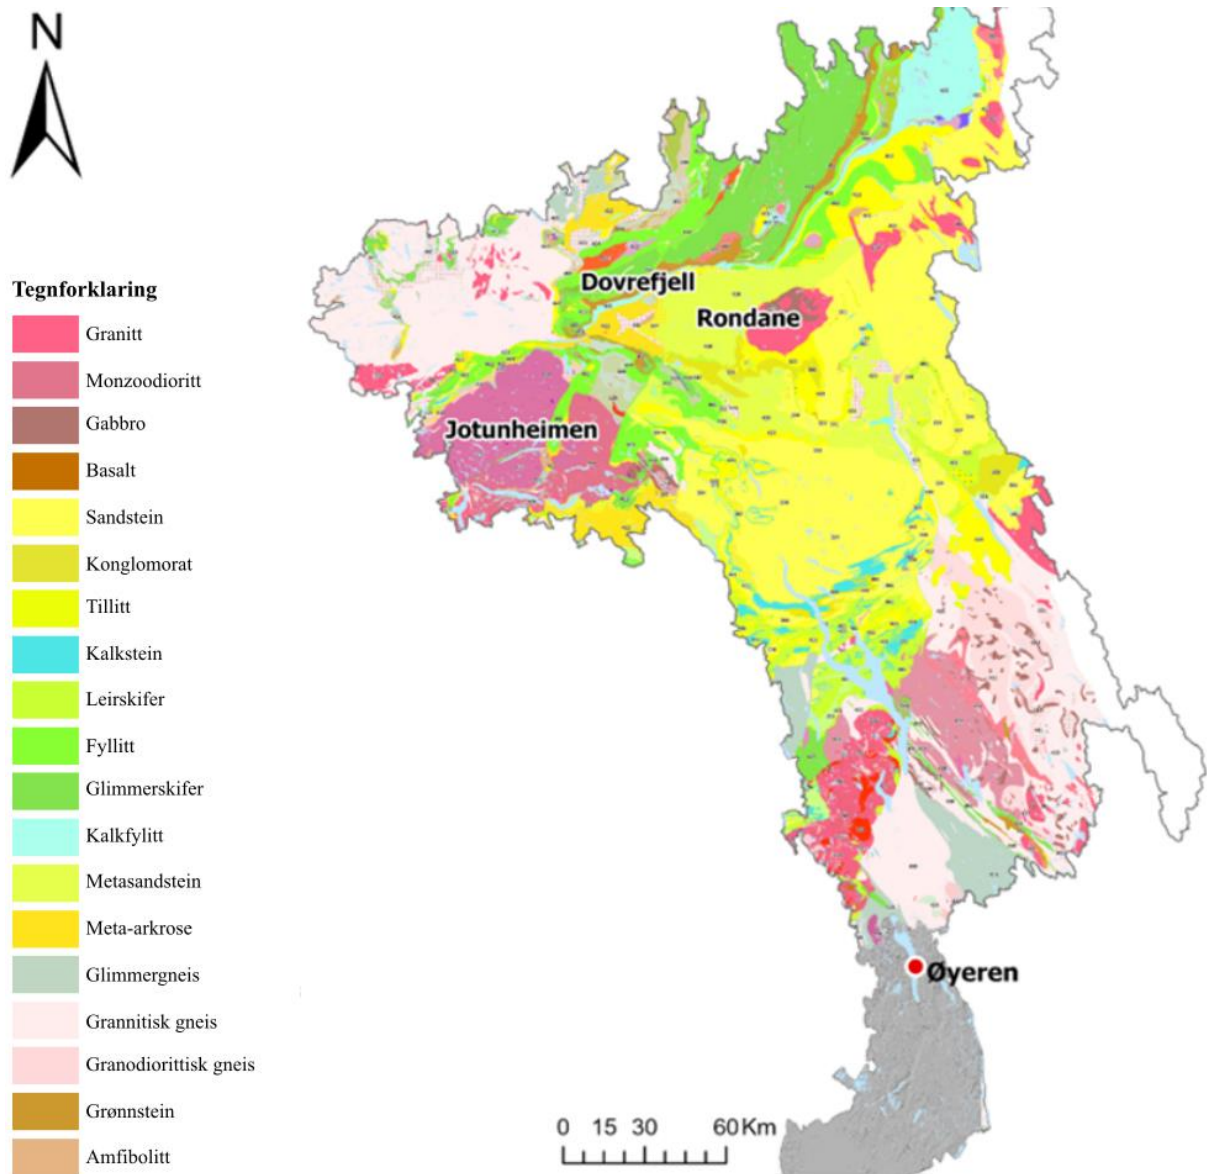 N
Dovrefjell
Rondane
Jotunheimen
Tegnforklaring
Granitt
Monzodioritt
Gabbro
Basalt
Sandstein
Konglomorat
Tillitt
Kalkstein
Leirskifer
Fyllitt
Glimmerskifer
Kalkfylitt
Metasandstein
Meta-arkrose
Glimmergneis
Grannitisk gneis
Granodiorittisk gneis
Grønnstein
Amfibolitt
Øyeren
0 15 30 60 Km